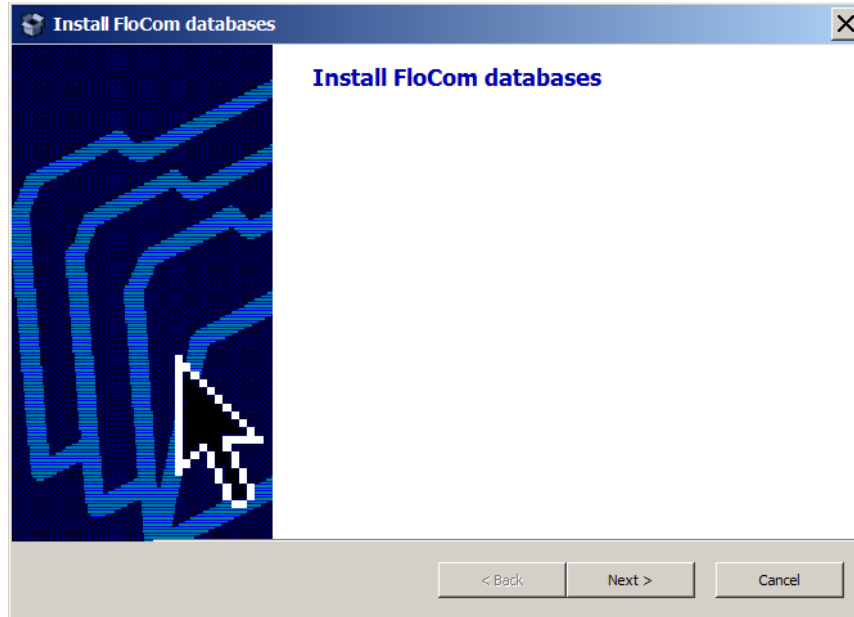 Install FloCom databases
Install FloCom databases
< Back
Next >
Cancel